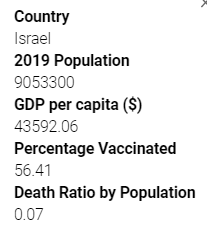 Country
Israel
2019 Population
9053300
GDP per capita ($)
43592.06
Percentage Vaccinated
56.41
Death Ratio by Population
0.07